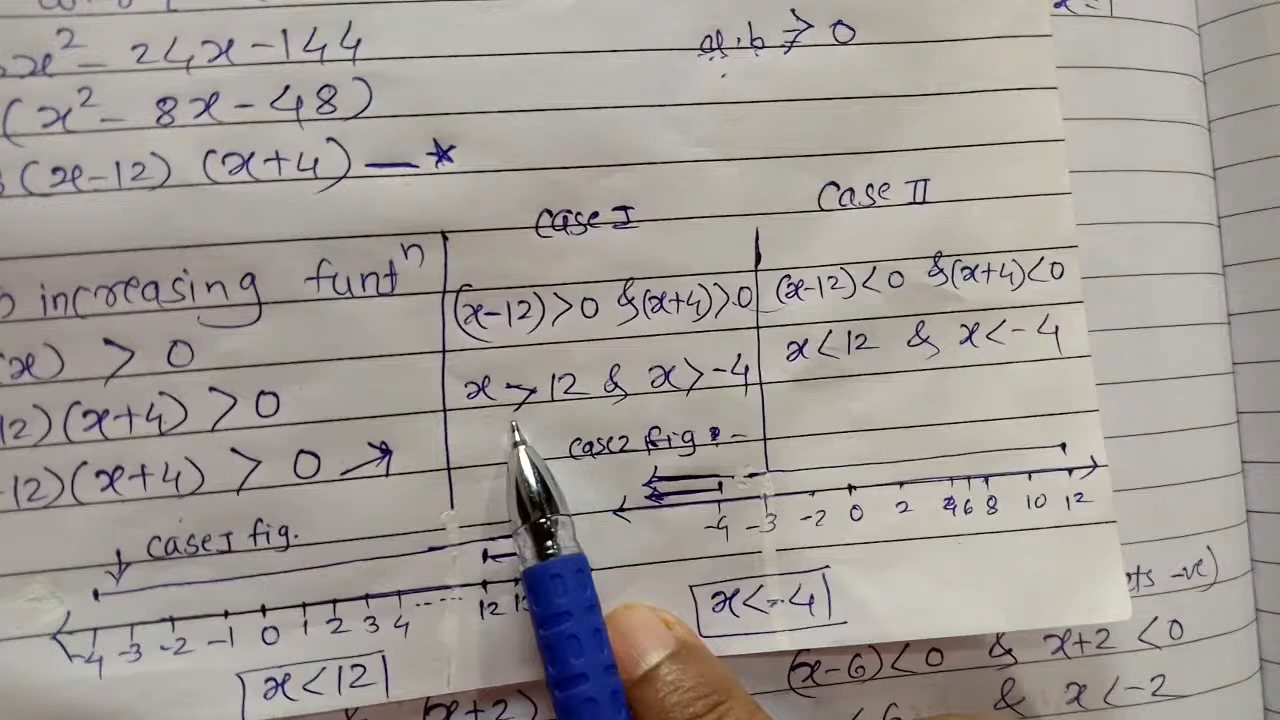 x² - 24x - 144
(x² - 8x - 48)
(x-12) (x+4) — *
a.b > 0
Case I
Case II
increasing funtⁿ
(x) > 0
12)(x+4) > 0
12)(x+4) > 0 →
(x-12) > 0 & (x+4) > 0
x > 12 & x > -4
(x-12) < 0 & (x+4) < 0
x < 12 & x < -4
case2 fig :-
-4 -3 -2 0 2 4 6 8 10 12
x < -4
case I fig.
-4 -3 -2 -1 0 1 2 3 4 ...... 12
x < 12
-ve)
(x-6) < 0 & x+2 < 0
& x < -2
(x+2)